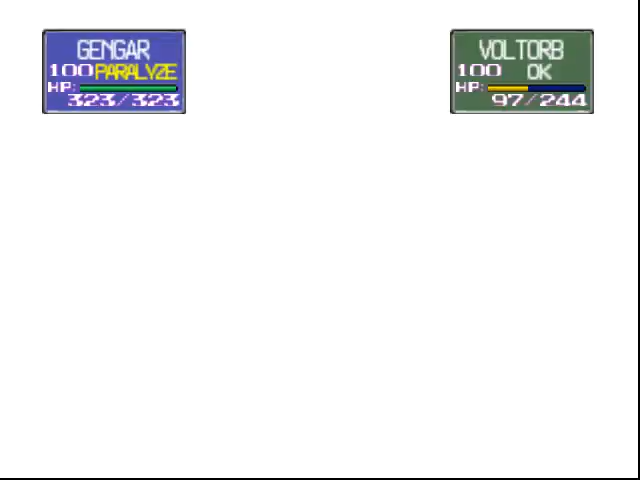 GENGAR
100 PARALYZE
HP:
323/323
VOLTORB
100 OK
HP:
97/244